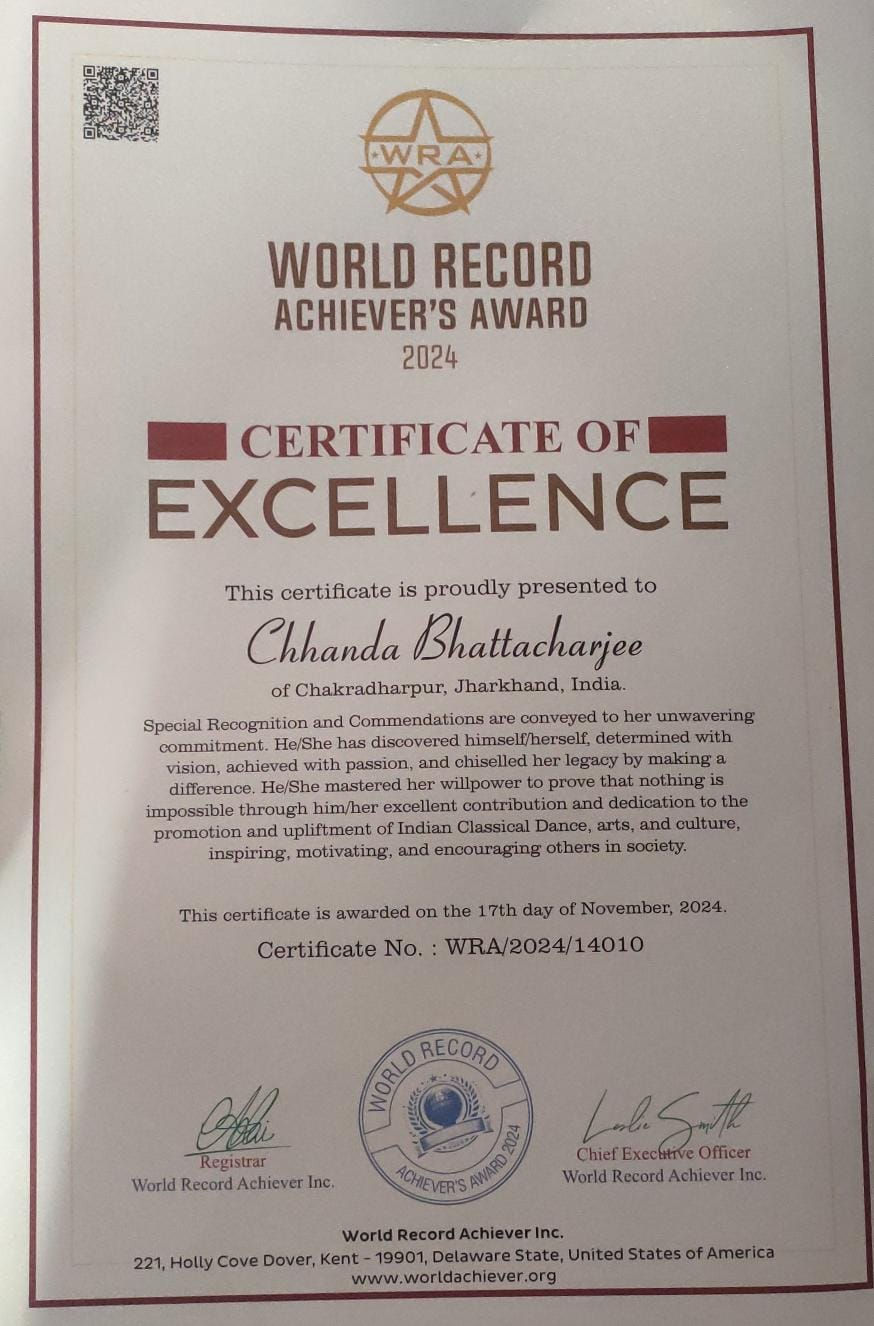 WRA
WORLD RECORD
ACHIEVER'S AWARD
2024
CERTIFICATE OF
EXCELLENCE
This certificate is proudly presented to
Chhanda Bhattacharjee
of Chakradharpur, Jharkhand, India.
Special Recognition and Commendations are conveyed to her unwavering
commitment. He/She has discovered himself/herself, determined with
vision, achieved with passion, and chiselled her legacy by making a
difference. He/She mastered her willpower to prove that nothing is
impossible through him/her excellent contribution and dedication to the
promotion and upliftment of Indian Classical Dance, arts, and culture,
inspiring, motivating, and encouraging others in society.
This certificate is awarded on the 17th day of November, 2024.
Certificate No. : WRA/2024/14010
WORLD RECORD
ACHIEVER'S AWARD 2024
Registrar
World Record Achiever Inc.
Leslie Smith
Chief Executive Officer
World Record Achiever Inc.
World Record Achiever Inc.
221, Holly Cove Dover, Kent - 19901, Delaware State, United States of America
www.worldachiever.org